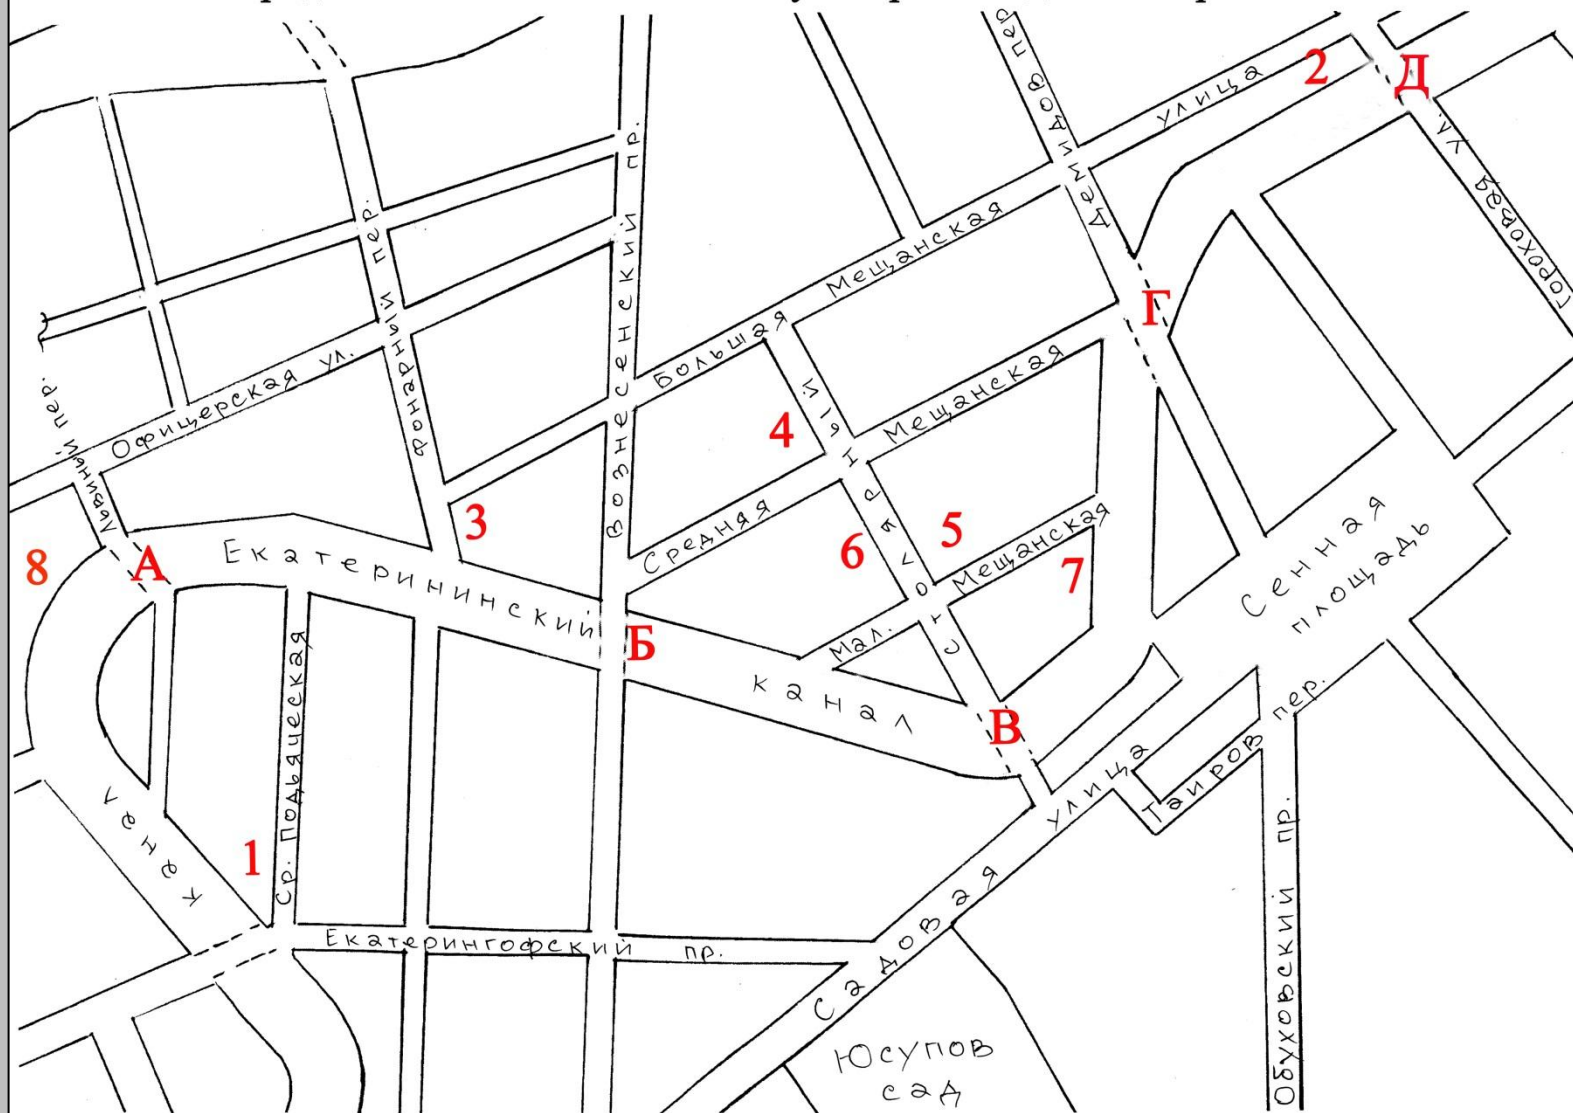 2
Д
Демидов пер.
улица
Вознесенский пр.
Фонарный пер.
Гороховая ул.
Большая Мещанская
Г
Львиный пер.
Офицерская ул.
Столярный
4
Средняя Мещанская
3
6
5
8
А
Екатерининский
Б
канал
Мал. Мещанская
7
В
Сенная
площадь
Ср. Подьяческая
1
канал
Садовая улица
Таиров пер.
Обуховский пр.
Екатерингофский пр.
Юсупов
сад